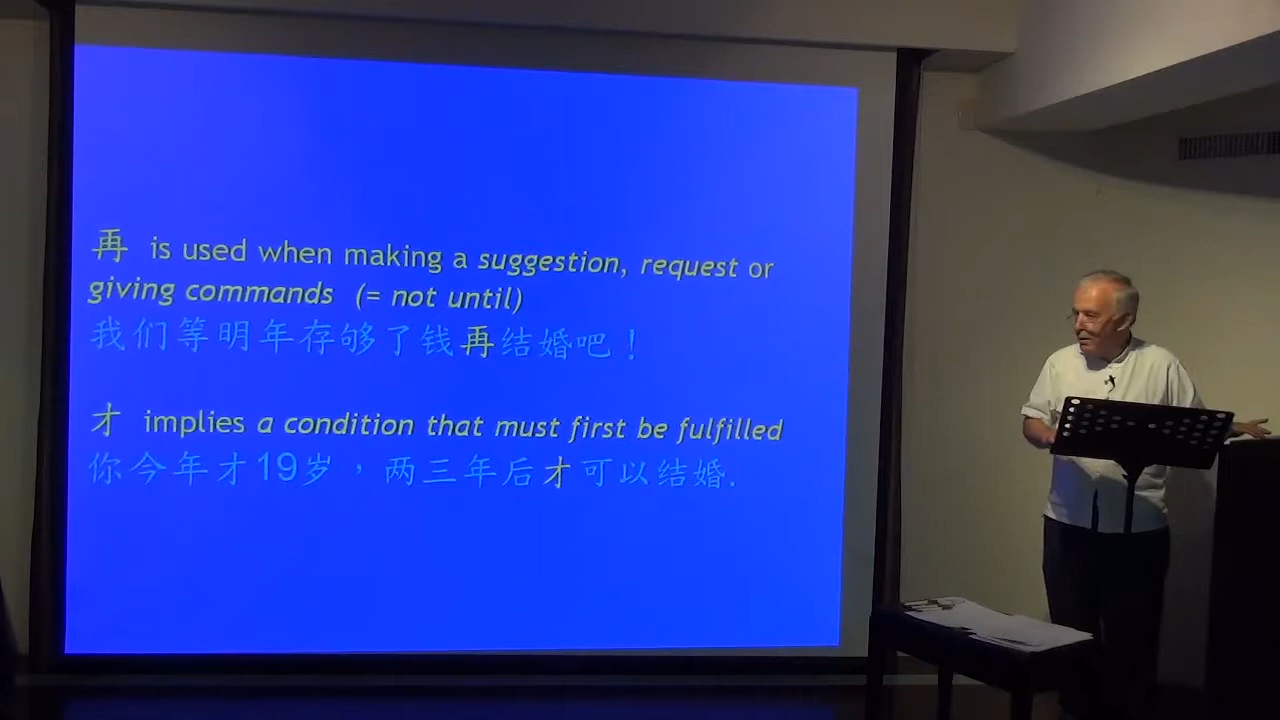 再 is used when making a suggestion, request or
giving commands (= not until)
我们等明年存够了钱再结婚吧！
才 implies a condition that must first be fulfilled
你今年才19岁，两三年后才可以结婚.